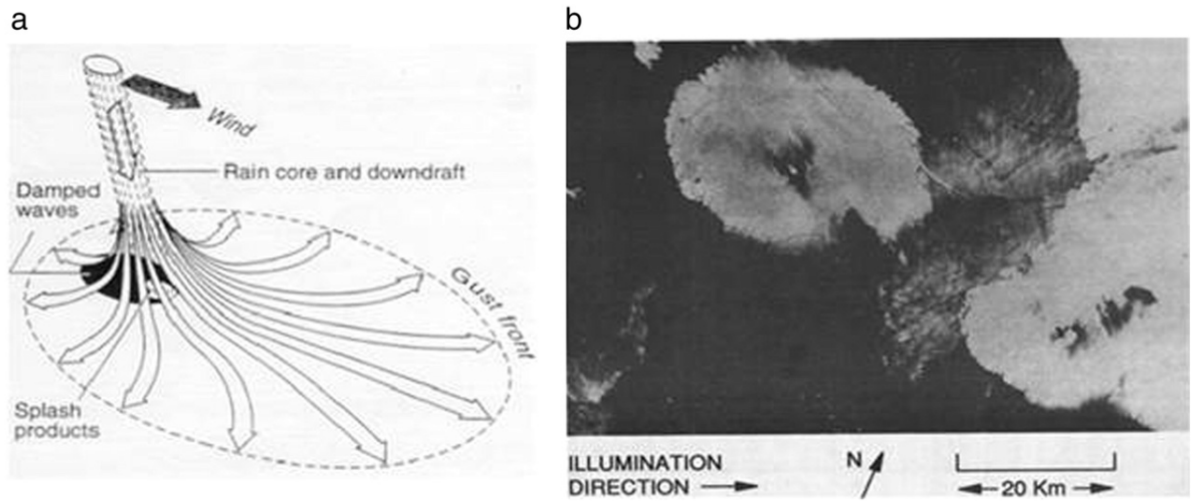 a
Wind
Rain core and downdraft
Damped
waves
Gust front
Splash
products
b
ILLUMINATION
DIRECTION
N
20 Km